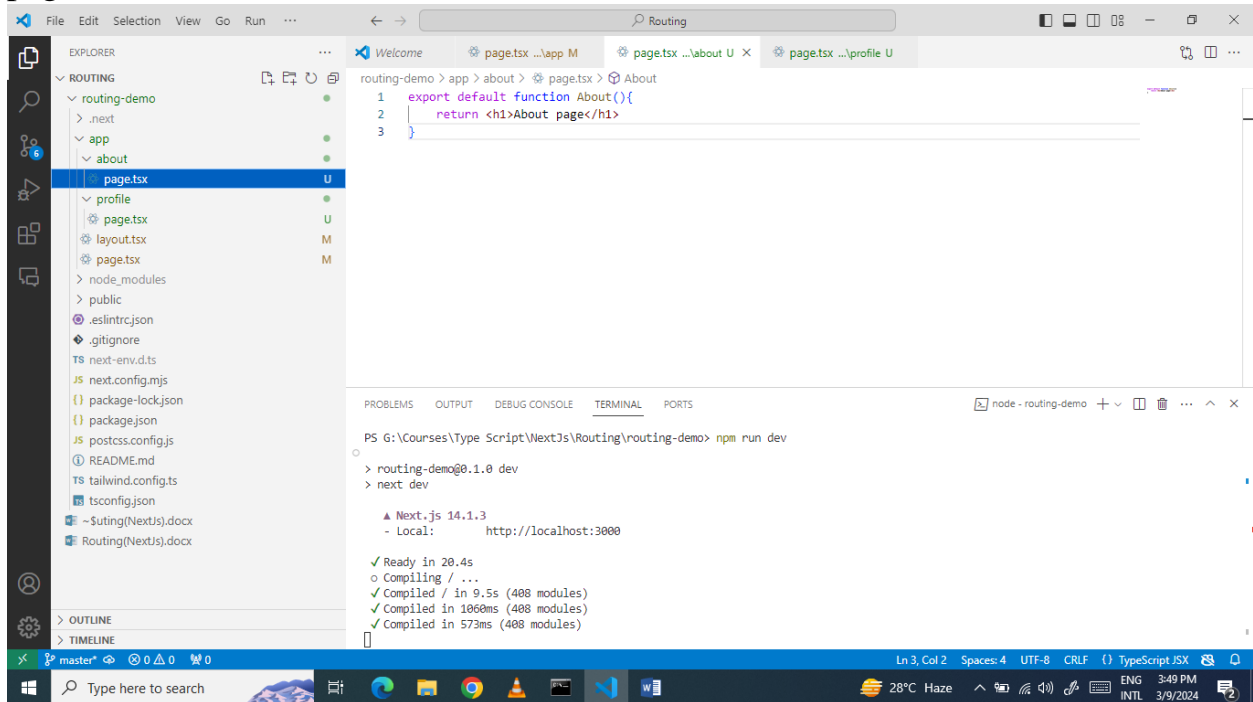 File Edit Selection View Go Run ··· Routing
EXPLORER ··· Welcome page.tsx ...\app M page.tsx ...\about U page.tsx ...\profile U
ROUTING
routing-demo > app > about > page.tsx > About
routing-demo
1 export default function About(){
.next
2 return <h1>About page</h1>
app
3 }
about
page.tsx U
profile
page.tsx U
layout.tsx M
page.tsx M
node_modules
public
.eslintrc.json
.gitignore
TS next-env.d.ts
JS next.config.mjs
{} package-lock.json
{} package.json
JS postcss.config.js
README.md
TS tailwind.config.ts
TS tsconfig.json
~$uting(NextJs).docx
Routing(NextJs).docx
OUTLINE
TIMELINE
PROBLEMS OUTPUT DEBUG CONSOLE TERMINAL PORTS node - routing-demo
PS G:\Courses\Type Script\NextJs\Routing\routing-demo> npm run dev
> routing-demo@0.1.0 dev
> next dev
▲ Next.js 14.1.3
- Local: http://localhost:3000
✓ Ready in 20.4s
○ Compiling / ...
✓ Compiled / in 9.5s (408 modules)
✓ Compiled in 1060ms (408 modules)
✓ Compiled in 573ms (408 modules)
6
master* 0 0 0 Ln 3, Col 2 Spaces: 4 UTF-8 CRLF {} TypeScript JSX
Type here to search 28°C Haze ENG INTL 3:49 PM 3/9/2024 2